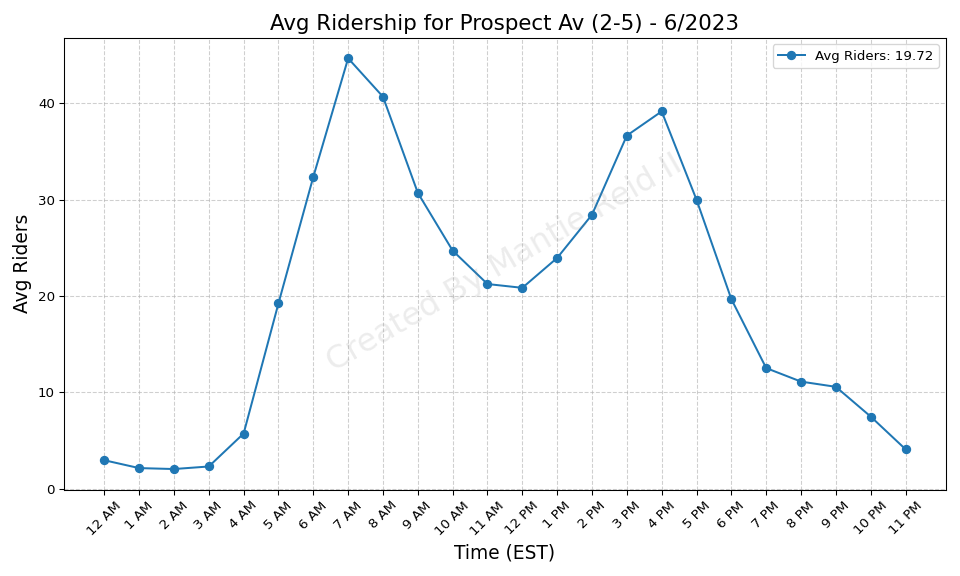 Avg Ridership for Prospect Av (2-5) - 6/2023
Avg Riders: 19.72
Avg Riders
40
30
20
10
0
Created By Mantie Reid II
12 AM
1 AM
2 AM
3 AM
4 AM
5 AM
6 AM
7 AM
8 AM
9 AM
10 AM
11 AM
12 PM
1 PM
2 PM
3 PM
4 PM
5 PM
6 PM
7 PM
8 PM
9 PM
10 PM
11 PM
Time (EST)